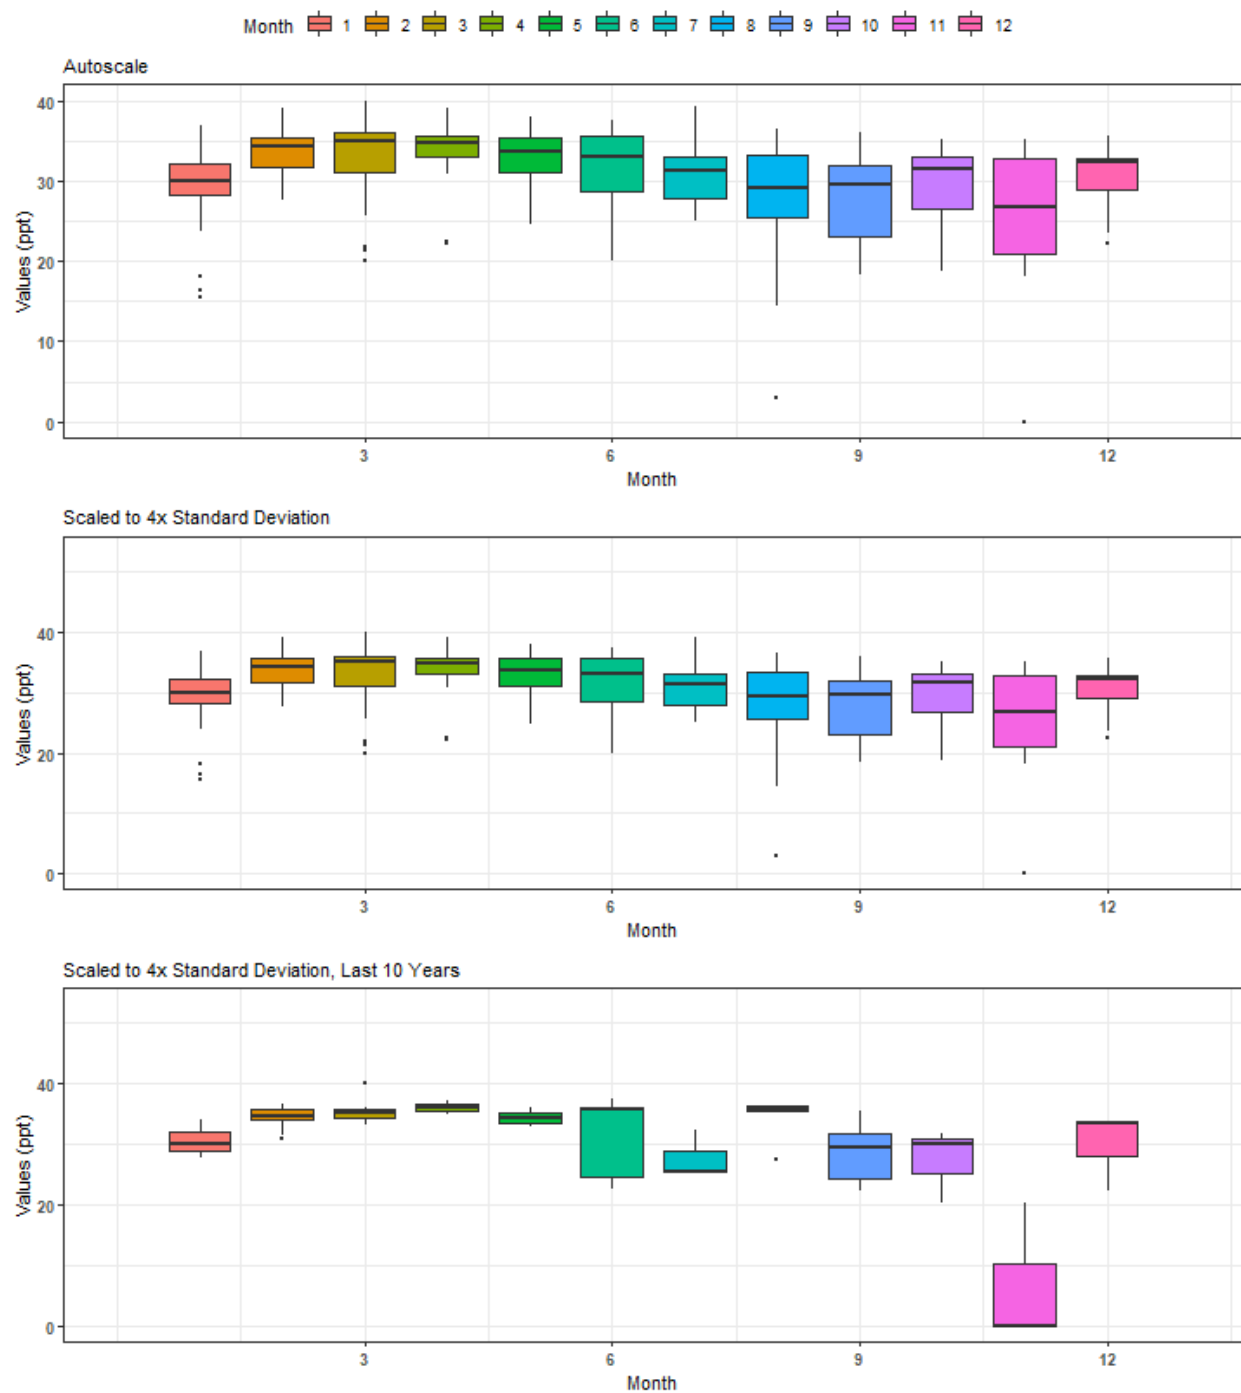 Month 1 2 3 4 5 6 7 8 9 10 11 12
Autoscale
Values (ppt)
40
30
20
10
0
3 6 9 12
Month
Scaled to 4x Standard Deviation
Values (ppt)
40
20
0
3 6 9 12
Month
Scaled to 4x Standard Deviation, Last 10 Years
Values (ppt)
40
20
0
3 6 9 12
Month